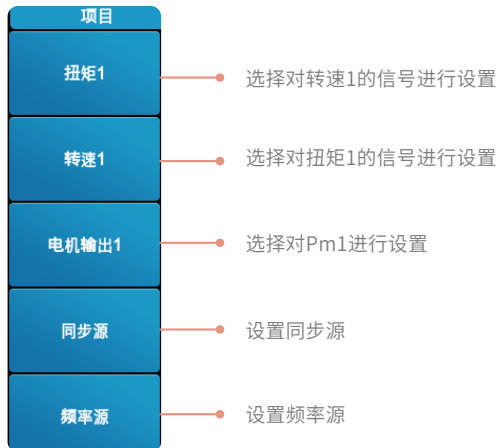 项目
扭矩1
选择对转速1的信号进行设置
转速1
选择对扭矩1的信号进行设置
电机输出1
选择对Pm1进行设置
同步源
设置同步源
频率源
设置频率源